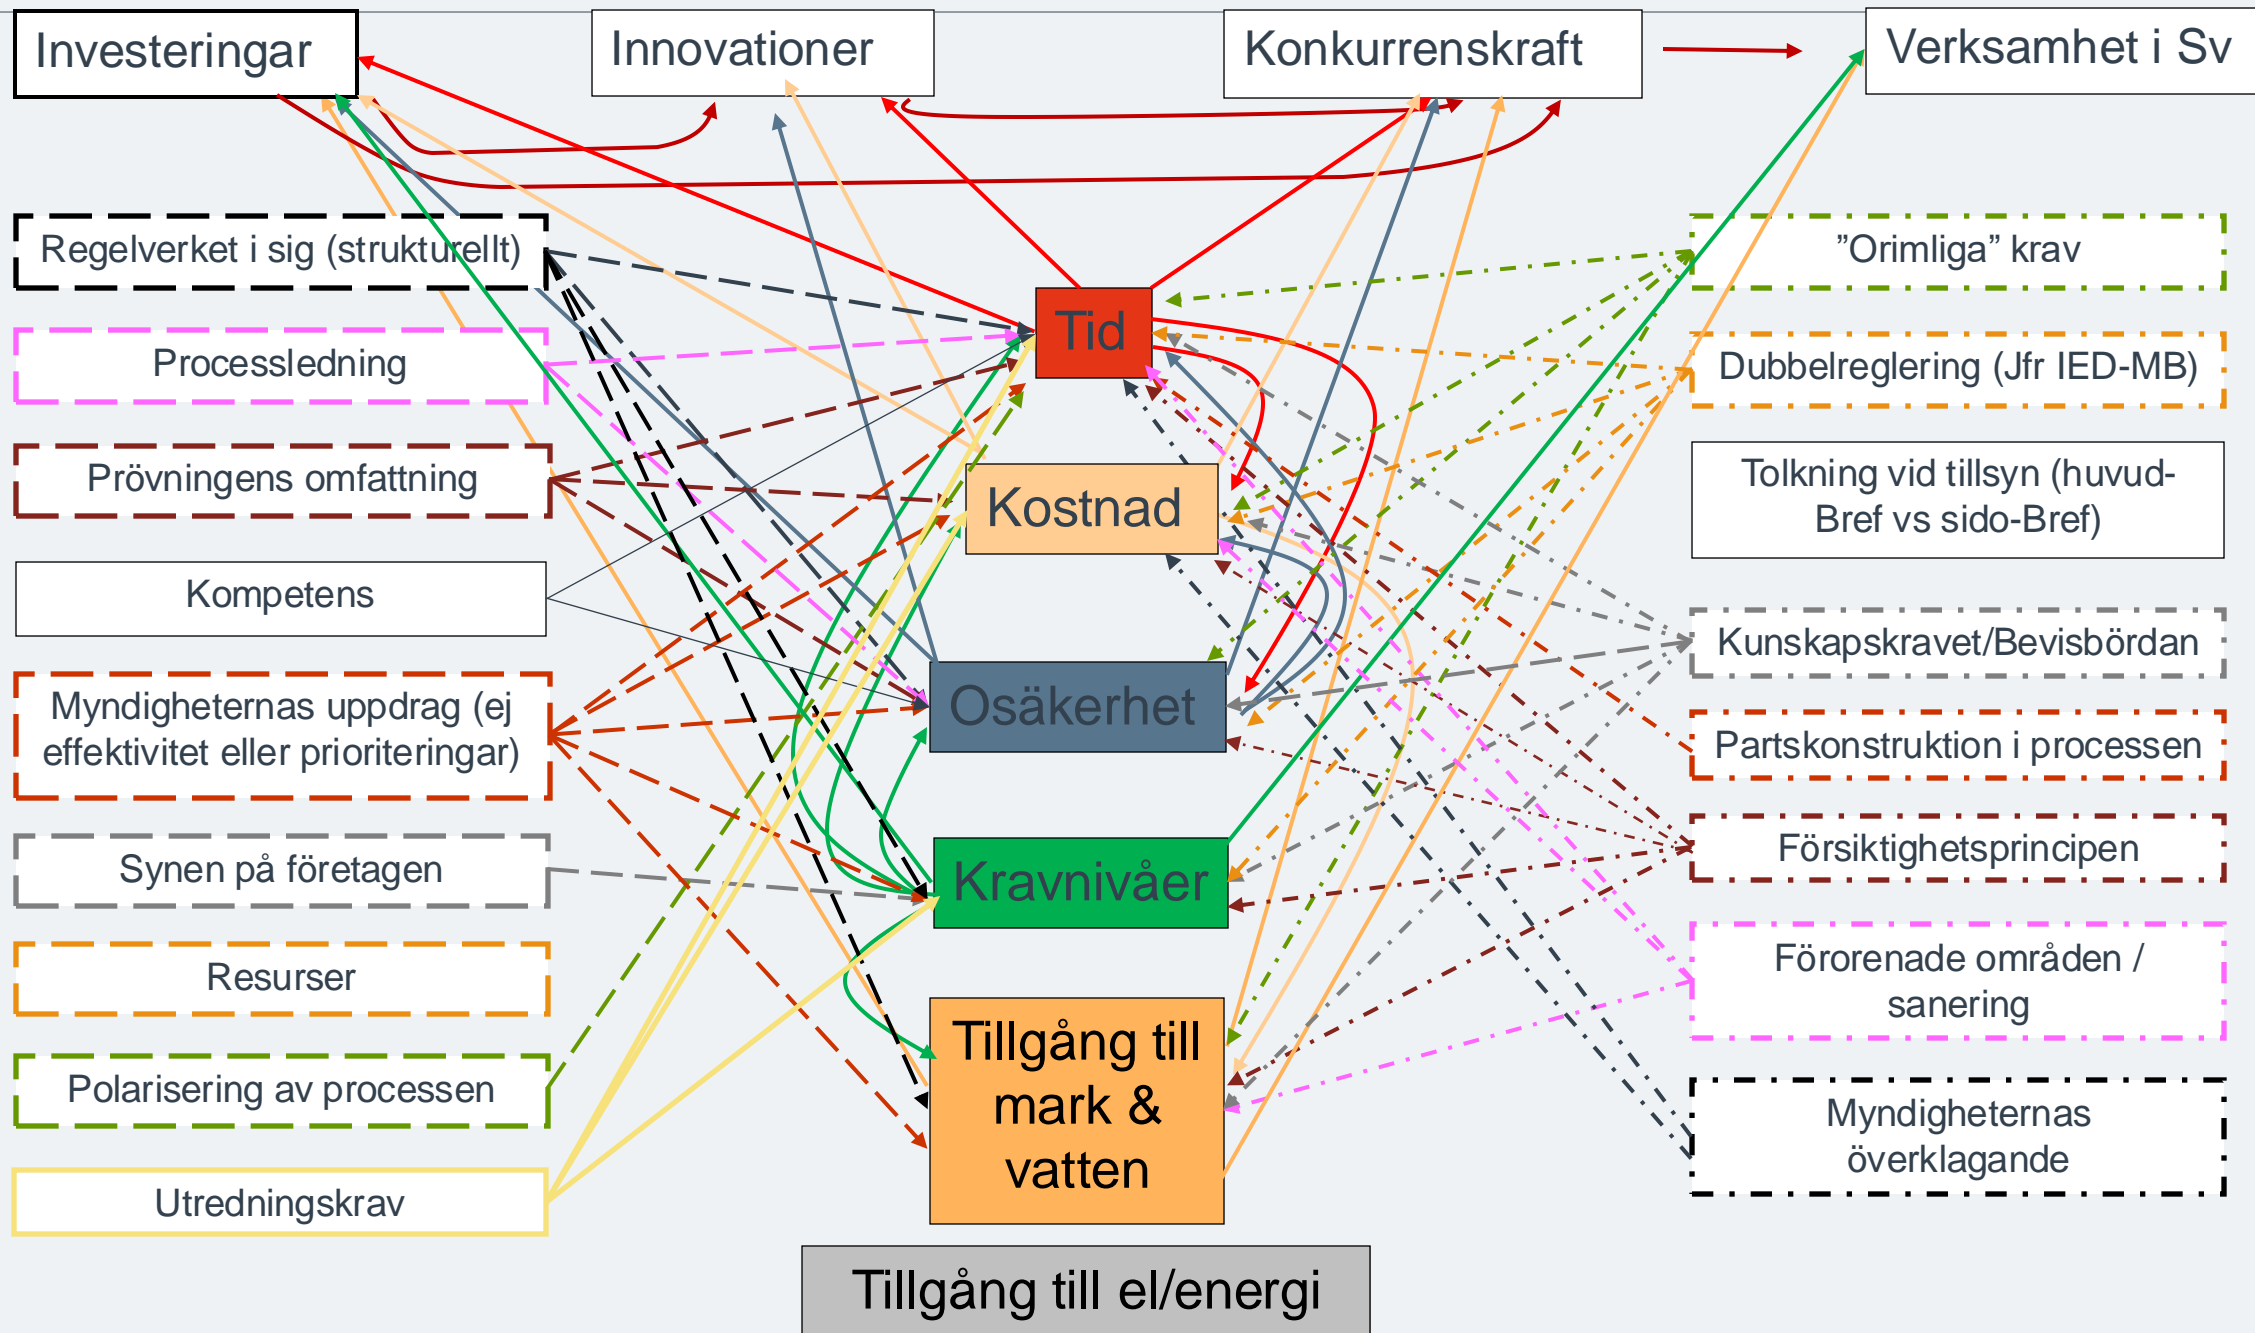 Investeringar
Innovationer
Konkurrenskraft
Verksamhet i Sv
Regelverket i sig (strukturellt)
Processledning
Prövningens omfattning
Kompetens
Myndigheternas uppdrag (ej
effektivitet eller prioriteringar)
Synen på företagen
Resurser
Polarisering av processen
Utredningskrav
Tid
Kostnad
Osäkerhet
Kravnivåer
Tillgång till
mark &
vatten
Tillgång till el/energi
”Orimliga” krav
Dubbelreglering (Jfr IED-MB)
Tolkning vid tillsyn (huvud-
Bref vs sido-Bref)
Kunskapskravet/Bevisbördan
Partskonstruktion i processen
Försiktighetsprincipen
Förorenade områden /
sanering
Myndigheternas
överklagande